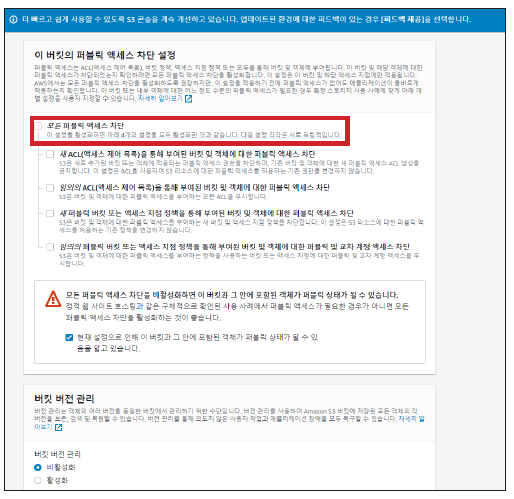 더 빠르고 쉽게 사용할 수 있도록 S3 콘솔을 계속 개선하고 있습니다. 업데이트된 환경에 대한 피드백이 있는 경우 [피드백 제공]을 선택합니다.
이 버킷의 퍼블릭 액세스 차단 설정
퍼블릭 액세스는 ACL(액세스 제어 목록), 버킷 정책, 액세스 지점 정책 또는 모두를 통해 버킷 및 객체에 부여됩니다. 이 버킷 및 해당 객체에 대한
퍼블릭 액세스가 차단되었는지 확인하려면 모든 퍼블릭 액세스 차단을 활성화합니다. 이 설정은 이 버킷 및 해당 액세스 지점에만 적용됩니다.
AWS에서는 모든 퍼블릭 액세스 차단을 활성화하도록 권장하지만, 이 설정을 적용하기 전에 퍼블릭 액세스가 없어도 애플리케이션이 올바르게
작동하는지 확인합니다. 이 버킷 또는 내부 객체에 대한 어느 정도 수준의 퍼블릭 액세스가 필요한 경우 특정 스토리지 사용 사례에 맞게 아래 개
별 설정을 사용자 지정할 수 있습니다. 자세히 알아보기
모든 퍼블릭 액세스 차단
이 설정을 활성화하면 아래 4개의 설정을 모두 활성화한 것과 같습니다. 다음 설정 각각은 서로 독립적입니다.
새 ACL(액세스 제어 목록)을 통해 부여된 버킷 및 객체에 대한 퍼블릭 액세스 차단
S3은 새로 추가된 버킷 또는 객체에 적용되는 퍼블릭 액세스 권한을 차단하며, 기존 버킷 및 객체에 대한 새 퍼블릭 액세스 ACL 생성을
금지합니다. 이 설정은 ACL을 사용하여 S3 리소스에 대한 퍼블릭 액세스를 허용하는 기존 권한을 변경하지 않습니다.
임의의 ACL(액세스 제어 목록)을 통해 부여된 버킷 및 객체에 대한 퍼블릭 액세스 차단
S3은 버킷 및 객체에 대한 퍼블릭 액세스를 부여하는 모든 ACL을 무시합니다.
새 퍼블릭 버킷 또는 액세스 지점 정책을 통해 부여된 버킷 및 객체에 대한 퍼블릭 액세스 차단
S3은 버킷 및 객체에 대한 퍼블릭 액세스를 부여하는 새 버킷 및 액세스 지점 정책을 차단합니다. 이 설정은 S3 리소스에 대한 퍼블릭 액
세스를 허용하는 기존 정책을 변경하지 않습니다.
임의의 퍼블릭 버킷 또는 액세스 지점 정책을 통해 부여된 버킷 및 객체에 대한 퍼블릭 및 교차 계정 액세스 차단
S3은 버킷 및 객체에 대한 퍼블릭 액세스를 부여하는 정책을 사용하는 버킷 또는 액세스 지점에 대한 퍼블릭 및 교차 계정 액세스를 무
시합니다.
모든 퍼블릭 액세스 차단을 비활성화하면 이 버킷과 그 안에 포함된 객체가 퍼블릭 상태가 될 수 있습니다.
정적 웹 사이트 호스팅과 같은 구체적으로 확인된 사용 사례에서 퍼블릭 액세스가 필요한 경우가 아니면 모든
퍼블릭 액세스 차단을 활성화하는 것이 좋습니다.
현재 설정으로 인해 이 버킷과 그 안에 포함된 객체가 퍼블릭 상태가 될 수 있
음을 알고 있습니다.
버킷 버전 관리
버전 관리는 객체의 여러 버전을 동일한 버킷에서 관리하기 위한 수단입니다. 버전 관리를 사용하여 Amazon S3 버킷에 저장된 모든 객체의 각
버전을 보존, 검색 및 복원할 수 있습니다. 버전 관리를 통해 의도치 않은 사용자 작업과 애플리케이션 장애를 모두 복구할 수 있습니다. 자세히 알
아보기
버킷 버전 관리
비활성화
활성화